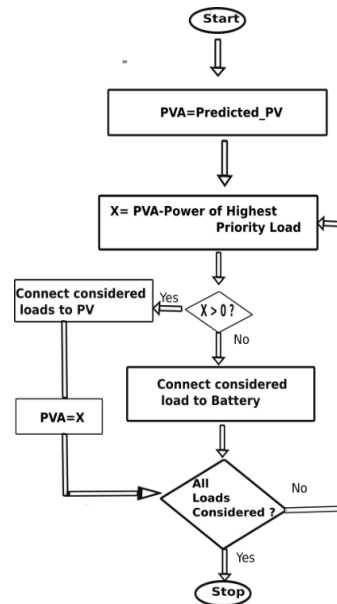 Start
PVA=Predicted_PV
X= PVA-Power of Highest
Priority Load
Connect considered
loads to PV
Yes
X > 0 ?
No
Connect considered
load to Battery
PVA=X
All
Loads
Considered ?
No
Yes
Stop